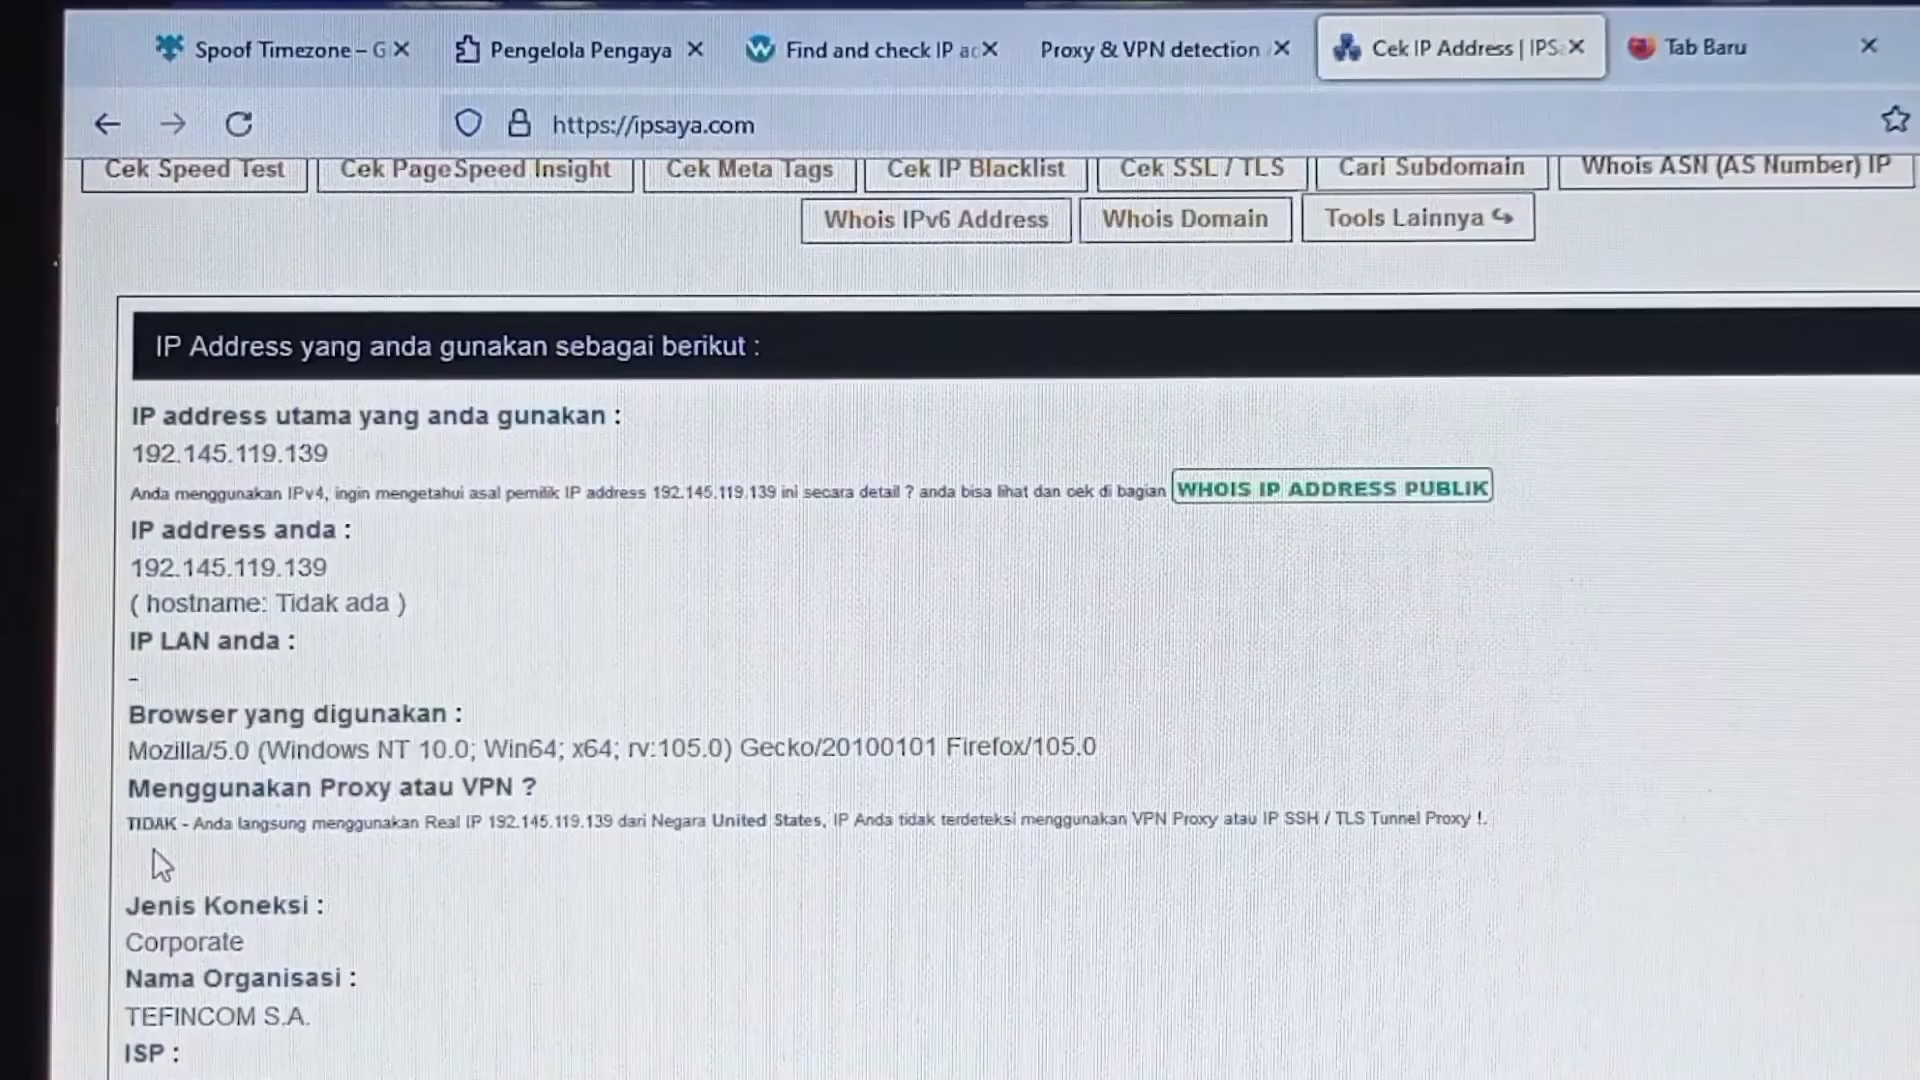 Spoof Timezone – G
Pengelola Pengaya
Find and check IP ac
Proxy & VPN detection
Cek IP Address | IPSa
Tab Baru
https://ipsaya.com
Cek Speed Test
Cek PageSpeed Insight
Cek Meta Tags
Cek IP Blacklist
Cek SSL / TLS
Cari Subdomain
Whois ASN (AS Number) IP
Whois IPv6 Address
Whois Domain
Tools Lainnya
IP Address yang anda gunakan sebagai berikut :
IP address utama yang anda gunakan :
192.145.119.139
Anda menggunakan IPv4, ingin mengetahui asal pemilik IP address 192.145.119.139 ini secara detail ? anda bisa lihat dan cek di bagian WHOIS IP ADDRESS PUBLIK
IP address anda :
192.145.119.139
( hostname: Tidak ada )
IP LAN anda :
-
Browser yang digunakan :
Mozilla/5.0 (Windows NT 10.0; Win64; x64; rv:105.0) Gecko/20100101 Firefox/105.0
Menggunakan Proxy atau VPN ?
TIDAK - Anda langsung menggunakan Real IP 192.145.119.139 dari Negara United States, IP Anda tidak terdeteksi menggunakan VPN Proxy atau IP SSH / TLS Tunnel Proxy !.
Jenis Koneksi :
Corporate
Nama Organisasi :
TEFINCOM S.A.
ISP :